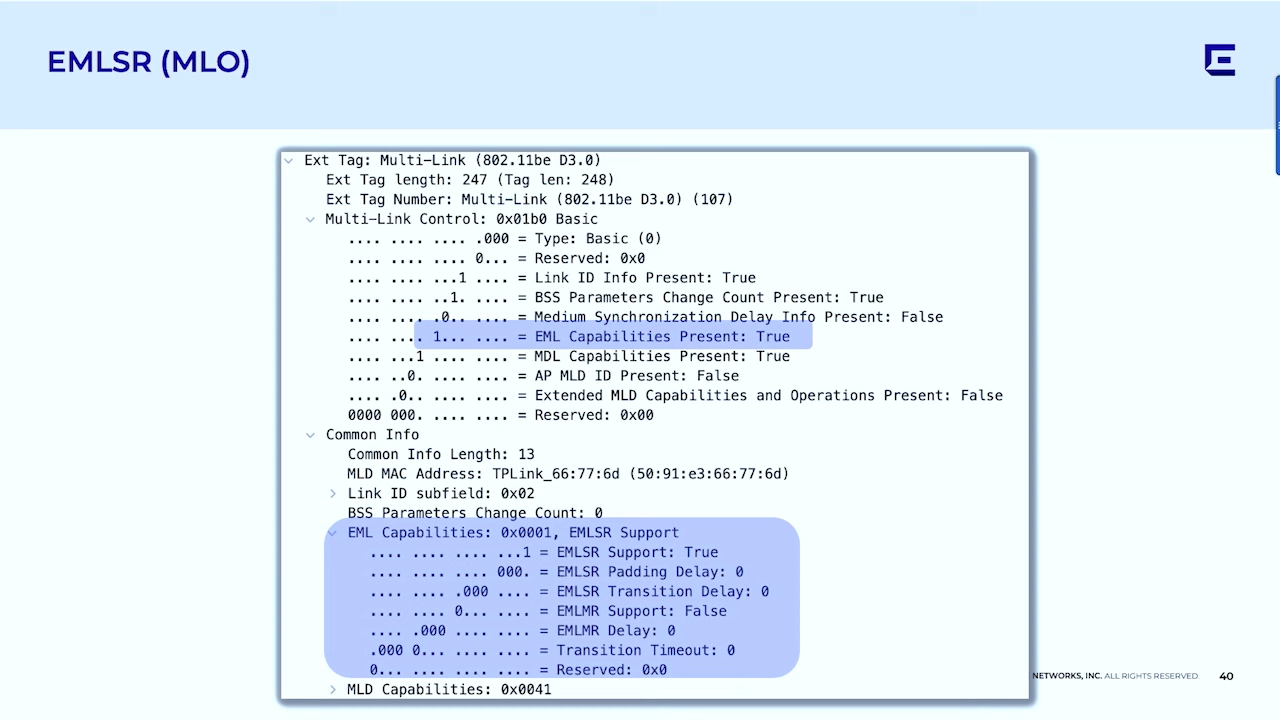 EMLSR (MLO)
Ext Tag: Multi-Link (802.11be D3.0)
Ext Tag length: 247 (Tag len: 248)
Ext Tag Number: Multi-Link (802.11be D3.0) (107)
Multi-Link Control: 0x01b0 Basic
.... .... .... .000 = Type: Basic (0)
.... .... .... 0... = Reserved: 0x0
.... .... ...1 .... = Link ID Info Present: True
.... .... ..1. .... = BSS Parameters Change Count Present: True
.... .... .0.. .... = Medium Synchronization Delay Info Present: False
.... .... 1... .... = EML Capabilities Present: True
.... ...1 .... .... = MDL Capabilities Present: True
.... ..0. .... .... = AP MLD ID Present: False
.... .0.. .... .... = Extended MLD Capabilities and Operations Present: False
0000 000. .... .... = Reserved: 0x00
Common Info
Common Info Length: 13
MLD MAC Address: TPLink_66:77:6d (50:91:e3:66:77:6d)
Link ID subfield: 0x02
BSS Parameters Change Count: 0
EML Capabilities: 0x0001, EMLSR Support
.... .... .... ...1 = EMLSR Support: True
.... .... .... 000. = EMLSR Padding Delay: 0
.... .... .000 .... = EMLSR Transition Delay: 0
.... .... 0... .... = EMLMR Support: False
.... .000 .... .... = EMLMR Delay: 0
.000 0... .... .... = Transition Timeout: 0
0... .... .... .... = Reserved: 0x0
MLD Capabilities: 0x0041
NETWORKS, INC. ALL RIGHTS RESERVED. 40